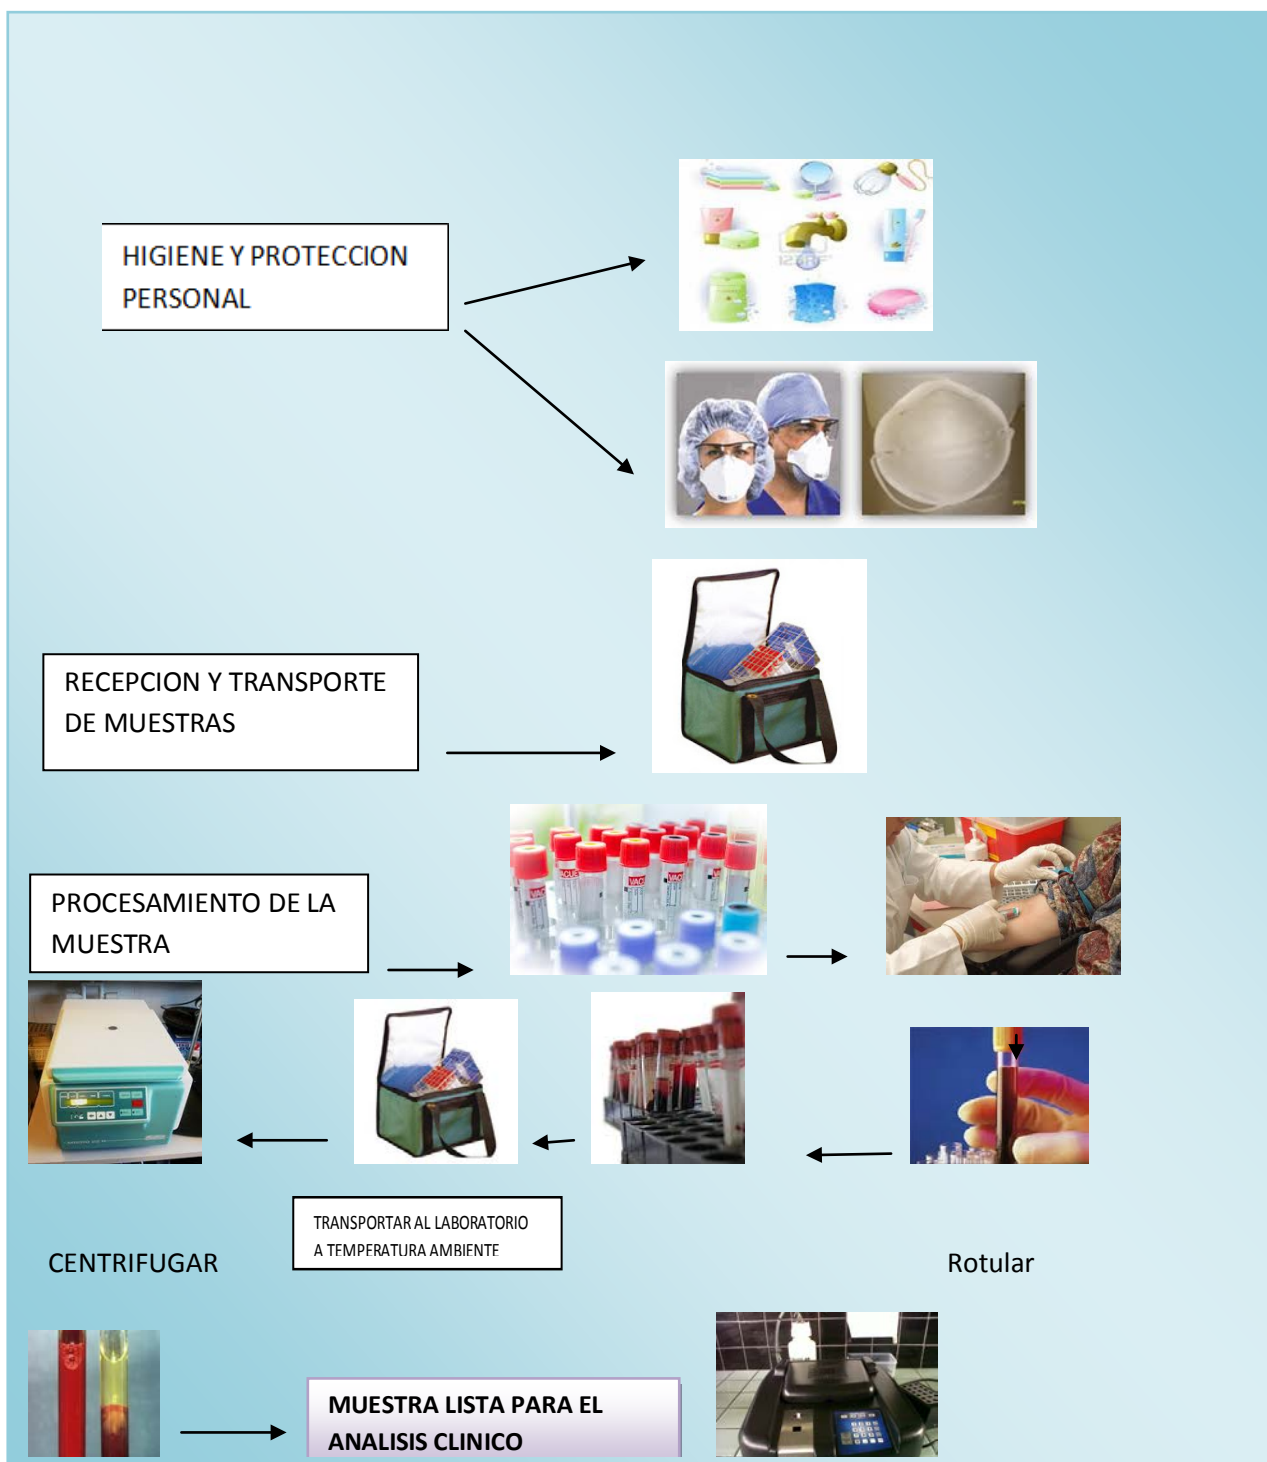 HIGIENE Y PROTECCION
PERSONAL
123RF
RECEPCION Y TRANSPORTE
DE MUESTRAS
PROCESAMIENTO DE LA
MUESTRA
TRANSPORTAR AL LABORATORIO
A TEMPERATURA AMBIENTE
CENTRIFUGAR
Rotular
MUESTRA LISTA PARA EL
ANALISIS CLINICO